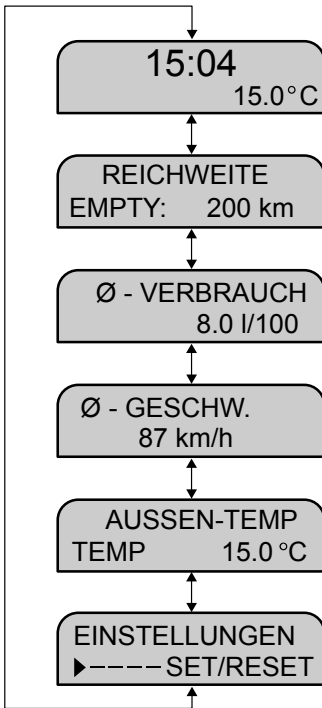 15:04
15.0°C
REICHWEITE
EMPTY: 200 km
Ø - VERBRAUCH
8.0 l/100
Ø - GESCHW.
87 km/h
AUSSEN-TEMP
TEMP 15.0 °C
EINSTELLUNGEN
▶---- SET/RESET